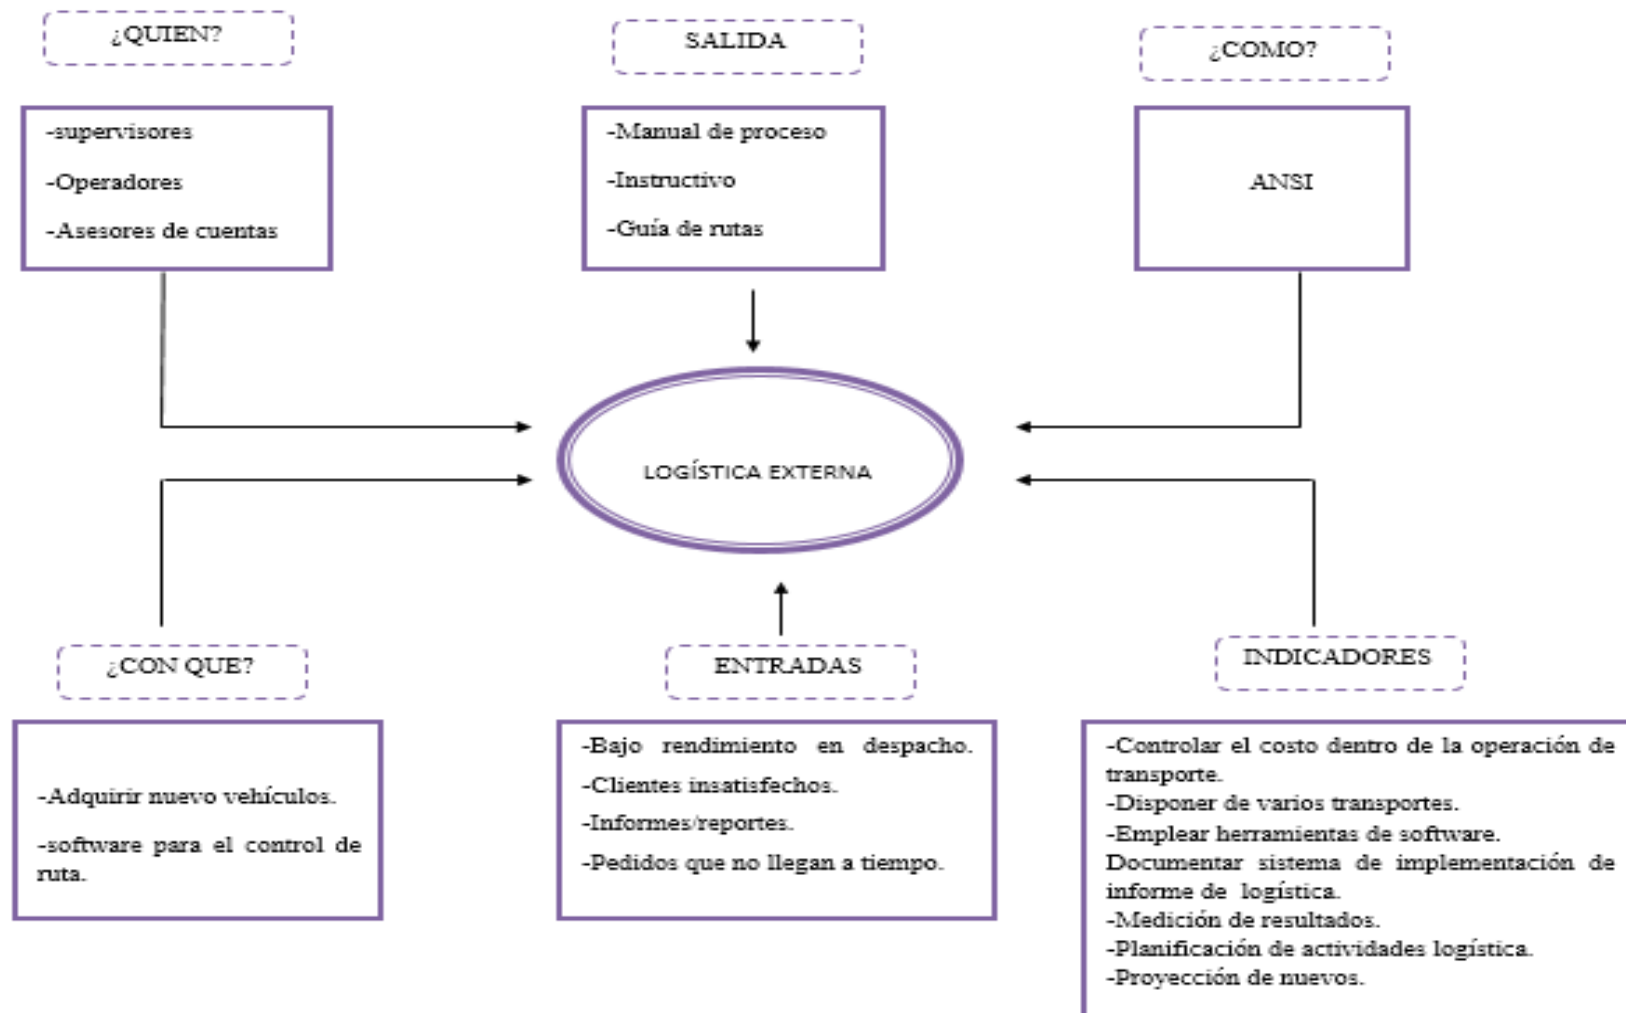 ¿QUIEN?
-supervisores
-Operadores
-Asesores de cuentas
SALIDA
-Manual de proceso
-Instructivo
-Guía de rutas
¿COMO?
ANSI
LOGÍSTICA EXTERNA
¿CON QUE?
-Adquirir nuevo vehículos.
-software para el control de
ruta.
ENTRADAS
-Bajo rendimiento en despacho.
-Clientes insatisfechos.
-Informes/reportes.
-Pedidos que no llegan a tiempo.
INDICADORES
-Controlar el costo dentro de la operación de
transporte.
-Disponer de varios transportes.
-Emplear herramientas de software.
Documentar sistema de implementación de
informe de logística.
-Medición de resultados.
-Planificación de actividades logística.
-Proyección de nuevos.